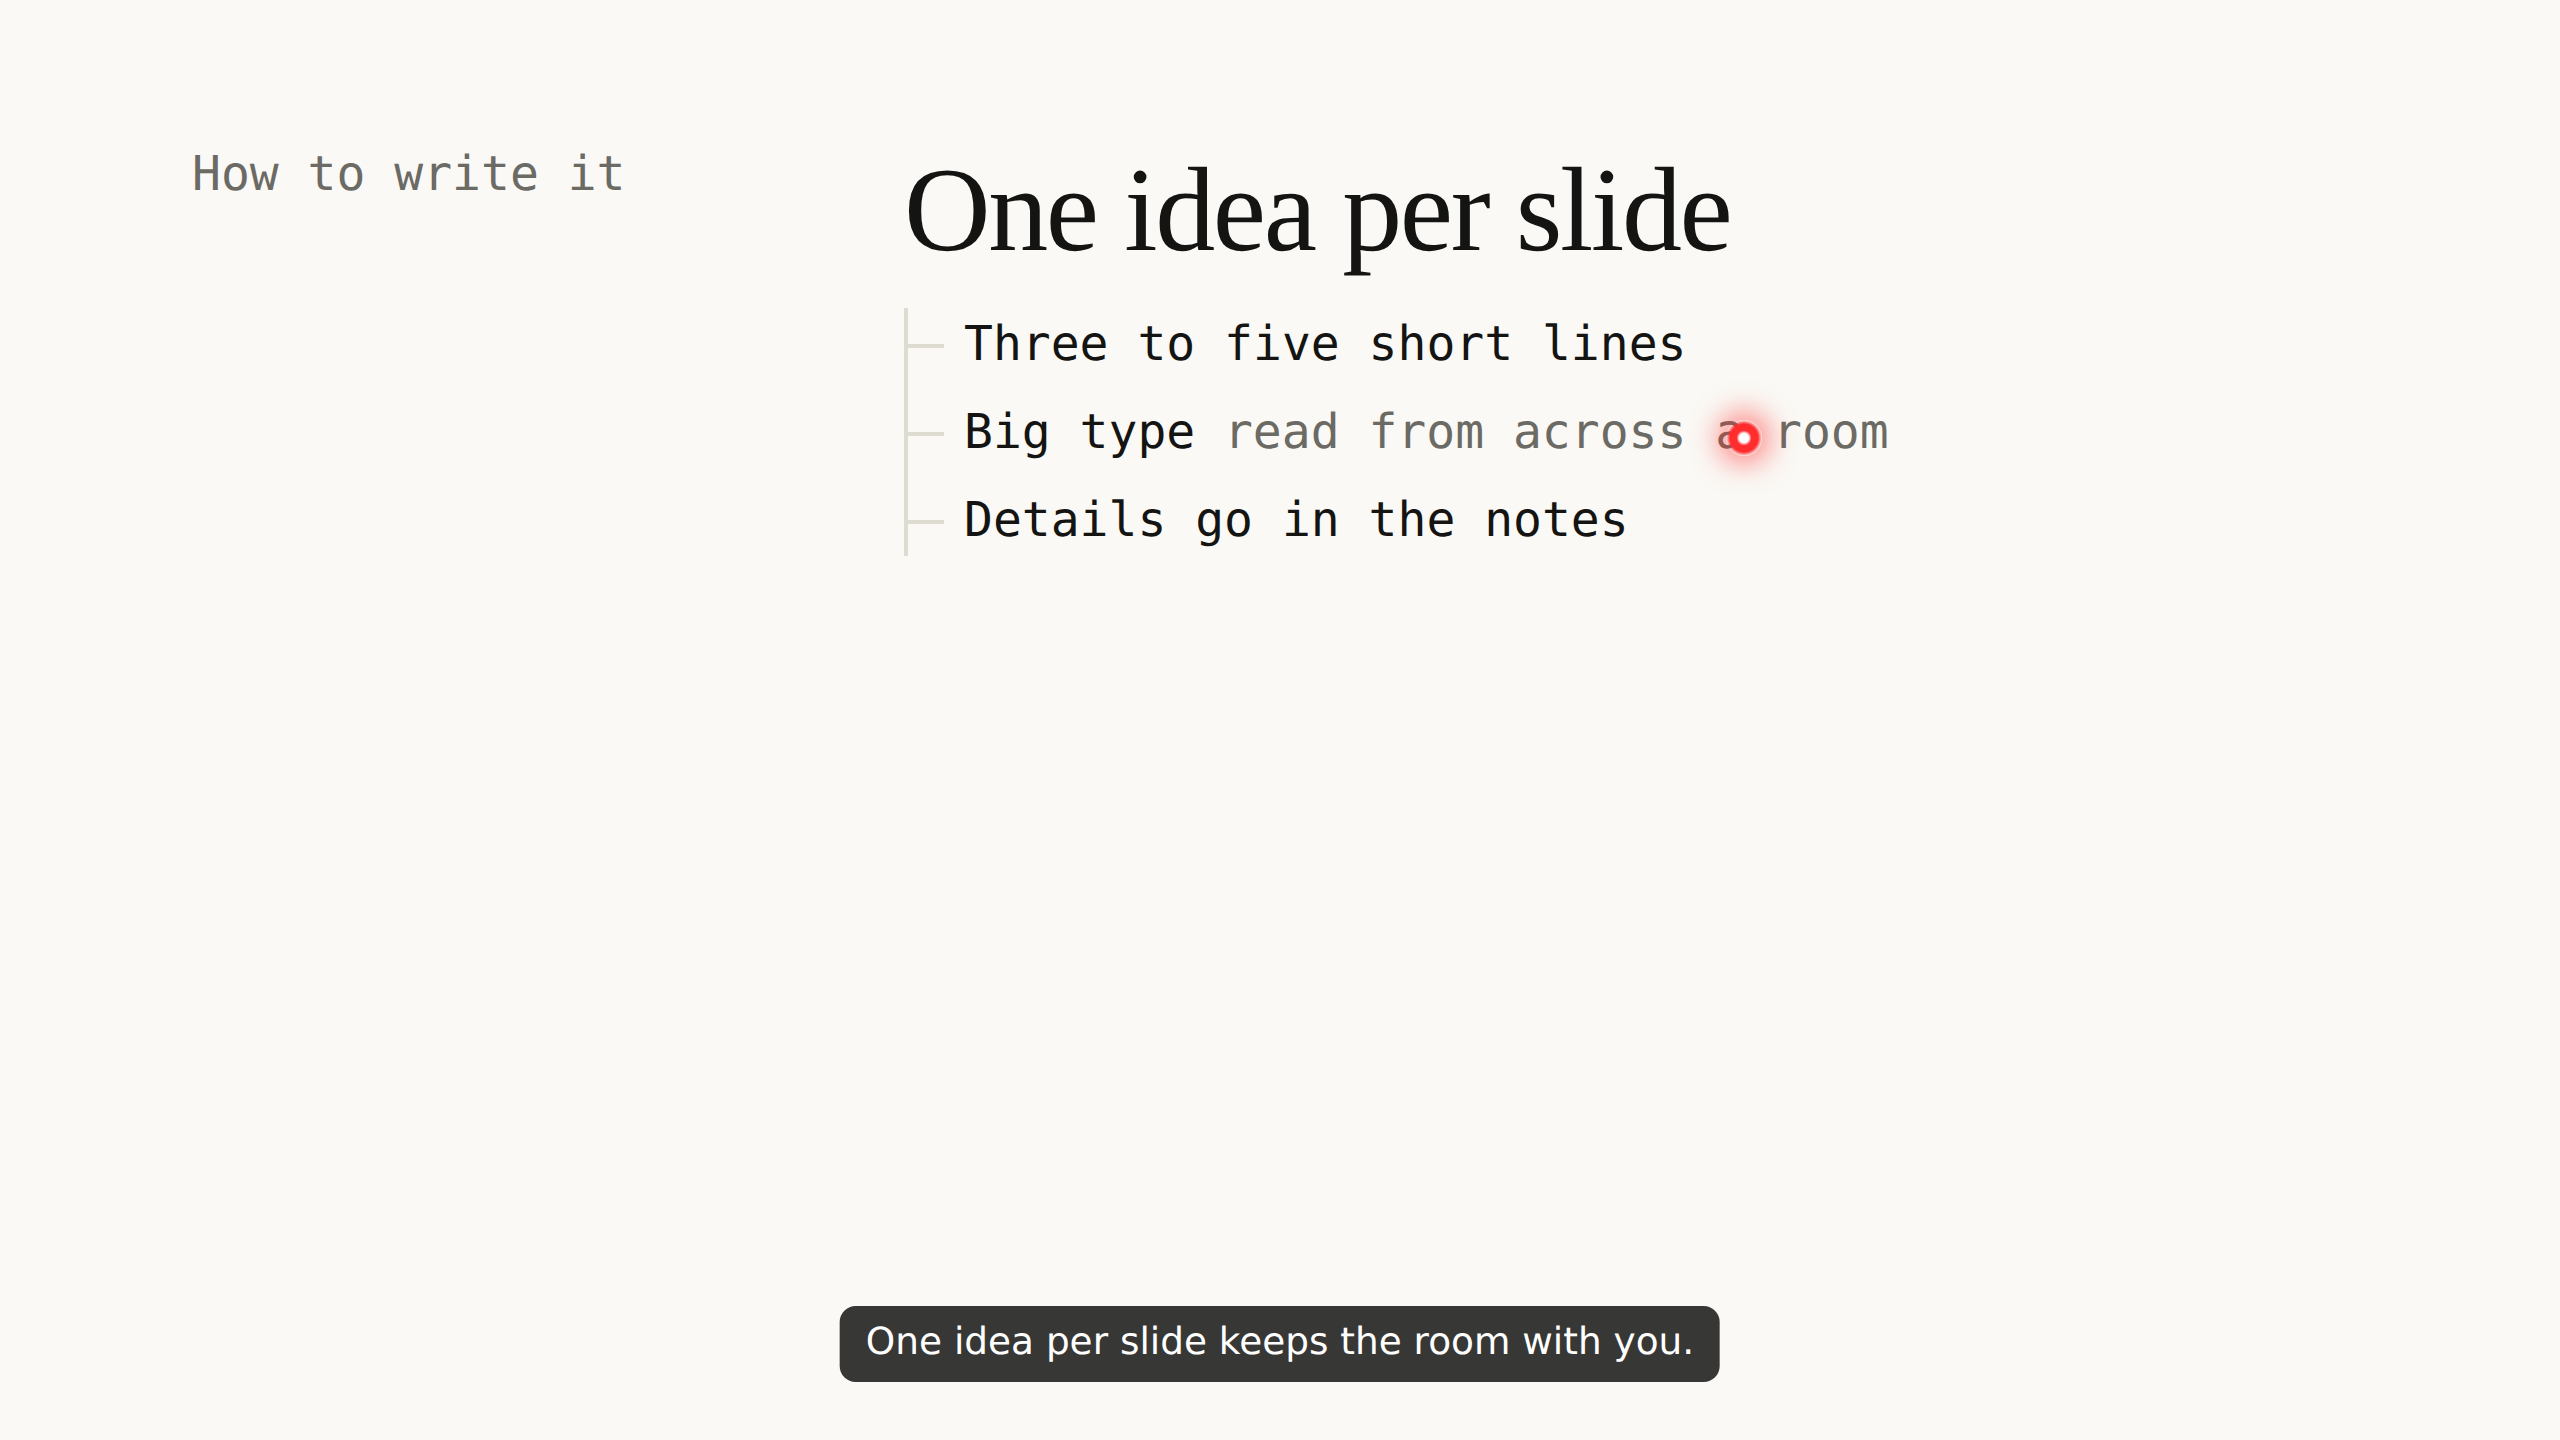 How to write it
One idea per slide
Three to five short lines
Big type read from across a room
Details go in the notes
One idea per slide keeps the room with you.